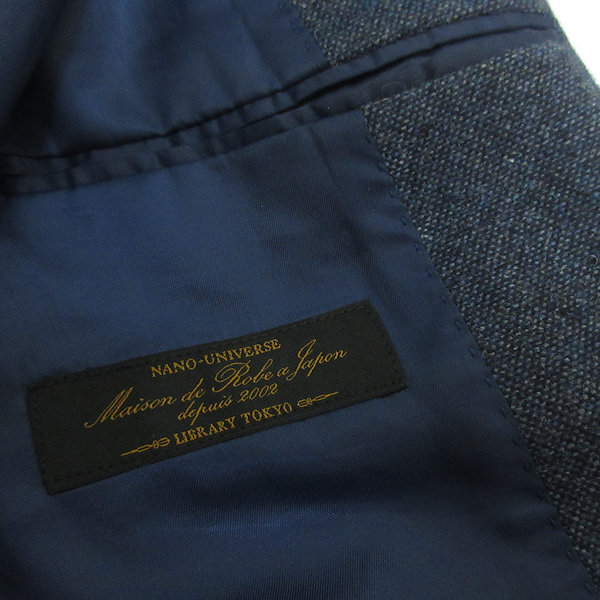 NANO•UNIVERSE
Maison de Robe a Japon
depuis 2002
LIBRARY TOKYO